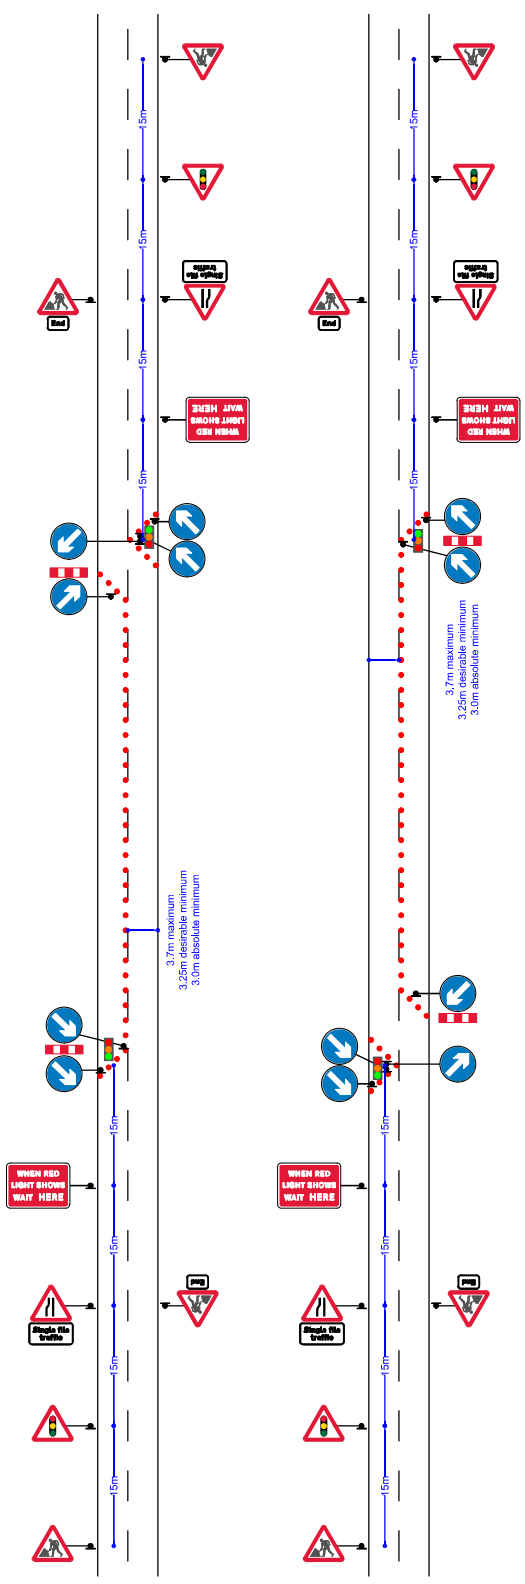 15m
15m
15m
15m
Single file
traffic
Single file
traffic
End
End
WHEN RED
LIGHT SHOWS
WAIT HERE
WHEN RED
LIGHT SHOWS
WAIT HERE
15m
15m
15m
15m
3.7m maximum
3.25m desirable minimum
3.0m absolute minimum
3.7m maximum
3.25m desirable minimum
3.0m absolute minimum
15m
15m
WHEN RED
LIGHT SHOWS
WAIT HERE
WHEN RED
LIGHT SHOWS
WAIT HERE
15m
15m
End
End
Single file
traffic
Single file
traffic
15m
15m
15m
15m